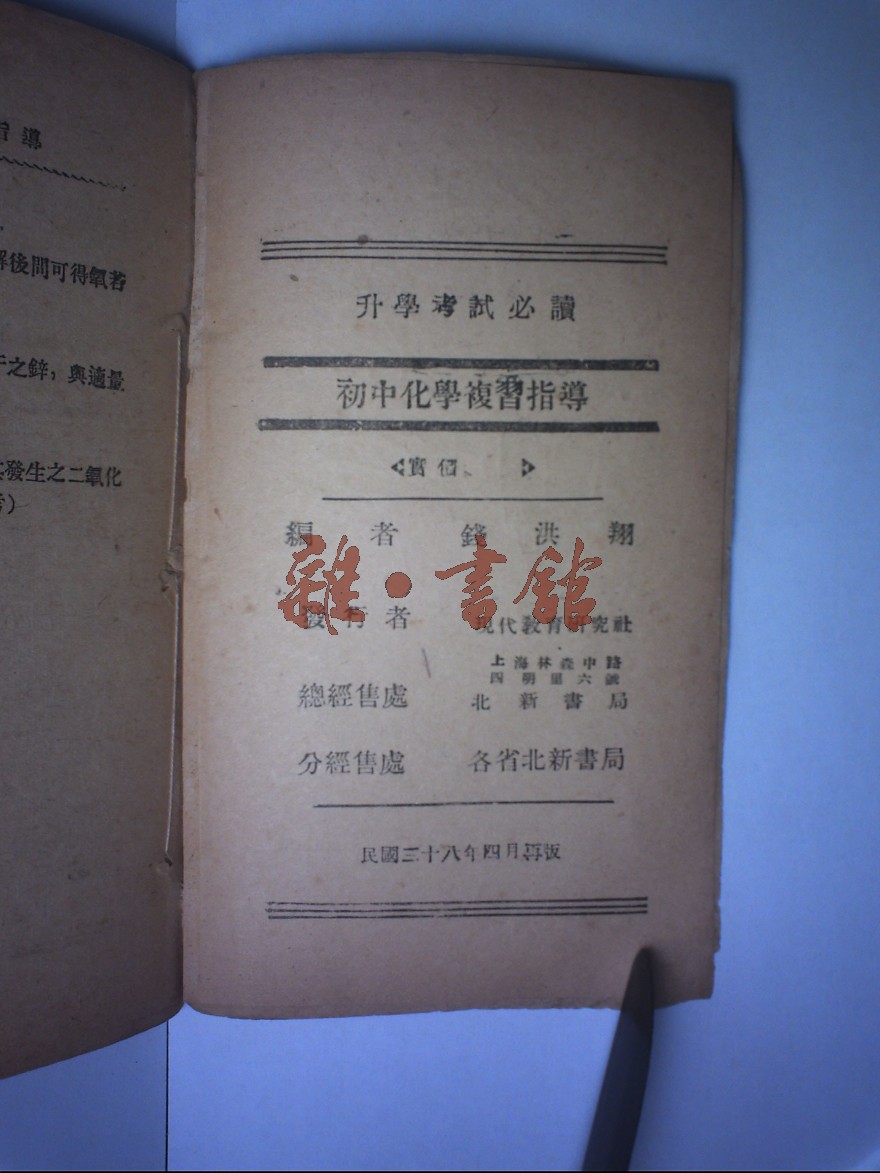 指導
後間可得氫若
之鋅，與適量
發生之二氧化
升學考試必讀
初中化學複習指導
實價
編者 錢洪翔
雜·書館
發行者 現代教育研究社
上海林森中路
四明里六號
總經售處 北新書局
分經售處 各省北新書局
民國三十八年四月再版